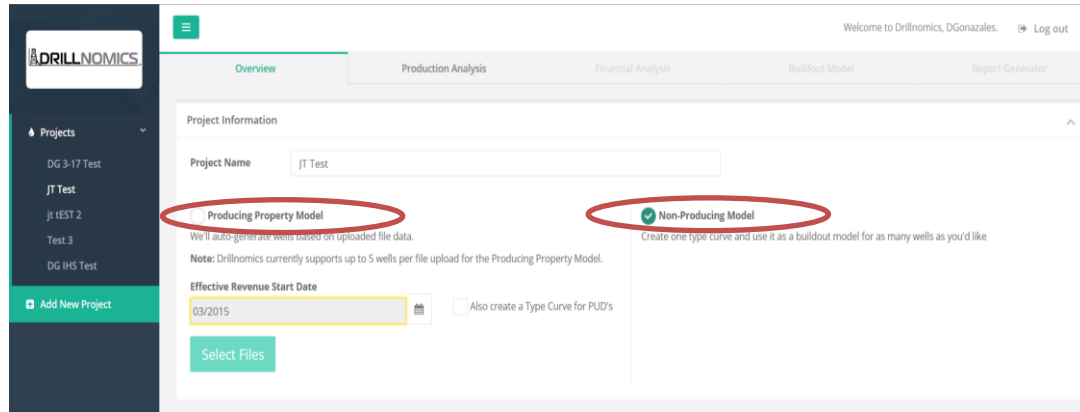 DRILLNOMICS
Welcome to Drillnomics, DGonazales.
Log out
Overview
Production Analysis
Financial Analysis
Buildout Model
Report Generator
Projects
DG 3-17 Test
JT Test
jt tEST 2
Test 3
DG IHS Test
Add New Project
Project Information
Project Name
JT Test
Producing Property Model
We'll auto-generate wells based on uploaded file data.
Note: Drillnomics currently supports up to 5 wells per file upload for the Producing Property Model.
Effective Revenue Start Date
03/2015
Also create a Type Curve for PUD's
Select Files
Non-Producing Model
Create one type curve and use it as a buildout model for as many wells as you'd like